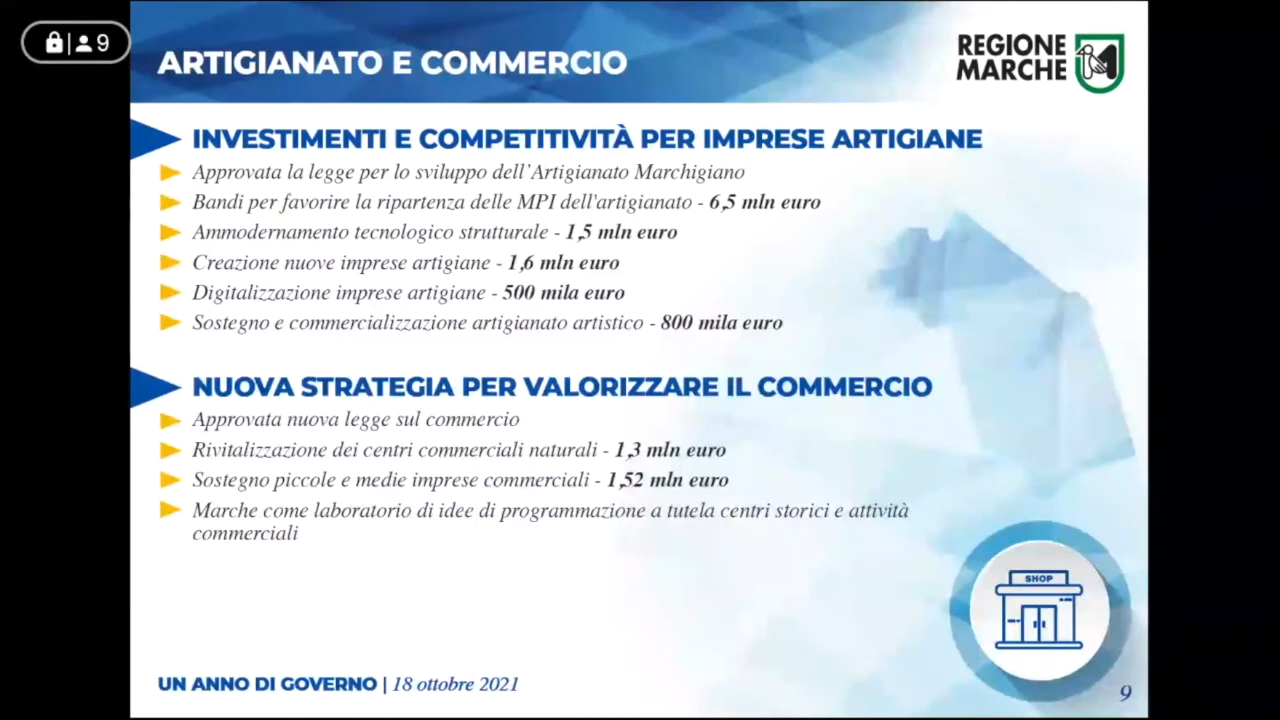 9
ARTIGIANATO E COMMERCIO
REGIONE
MARCHE
INVESTIMENTI E COMPETITIVITÀ PER IMPRESE ARTIGIANE
Approvata la legge per lo sviluppo dell’Artigianato Marchigiano
Bandi per favorire la ripartenza delle MPI dell'artigianato - 6,5 mln euro
Ammodernamento tecnologico strutturale - 1,5 mln euro
Creazione nuove imprese artigiane - 1,6 mln euro
Digitalizzazione imprese artigiane - 500 mila euro
Sostegno e commercializzazione artigianato artistico - 800 mila euro
NUOVA STRATEGIA PER VALORIZZARE IL COMMERCIO
Approvata nuova legge sul commercio
Rivitalizzazione dei centri commerciali naturali - 1,3 mln euro
Sostegno piccole e medie imprese commerciali - 1,52 mln euro
Marche come laboratorio di idee di programmazione a tutela centri storici e attività
commerciali
SHOP
UN ANNO DI GOVERNO | 18 ottobre 2021
9